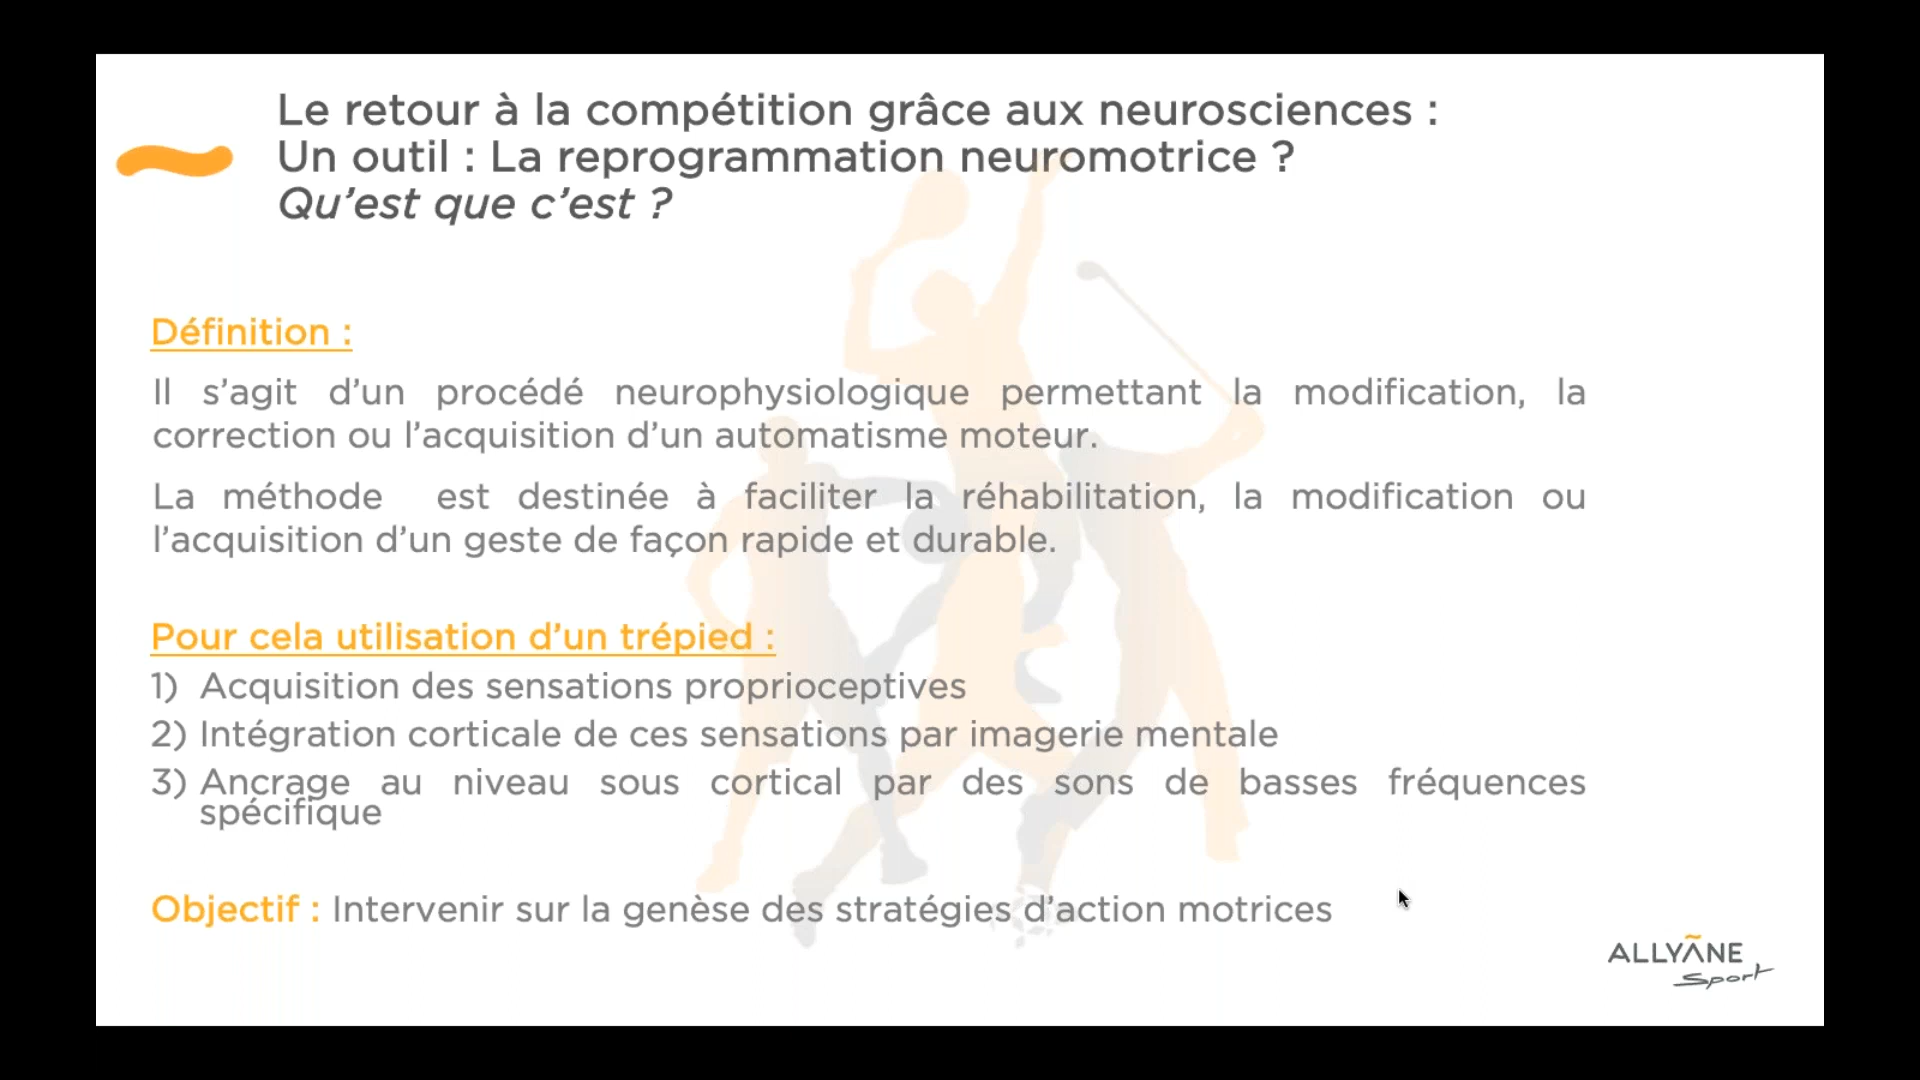 Le retour à la compétition grâce aux neurosciences :
Un outil : La reprogrammation neuromotrice ?
Qu’est que c’est ?
Définition :
Il s’agit d’un procédé neurophysiologique permettant la modification, la
correction ou l’acquisition d’un automatisme moteur.
La méthode est destinée à faciliter la réhabilitation, la modification ou
l’acquisition d’un geste de façon rapide et durable.
Pour cela utilisation d’un trépied :
1) Acquisition des sensations proprioceptives
2) Intégration corticale de ces sensations par imagerie mentale
3) Ancrage au niveau sous cortical par des sons de basses fréquences
spécifique
Objectif : Intervenir sur la genèse des stratégies d’action motrices
ALLYANE
Sport